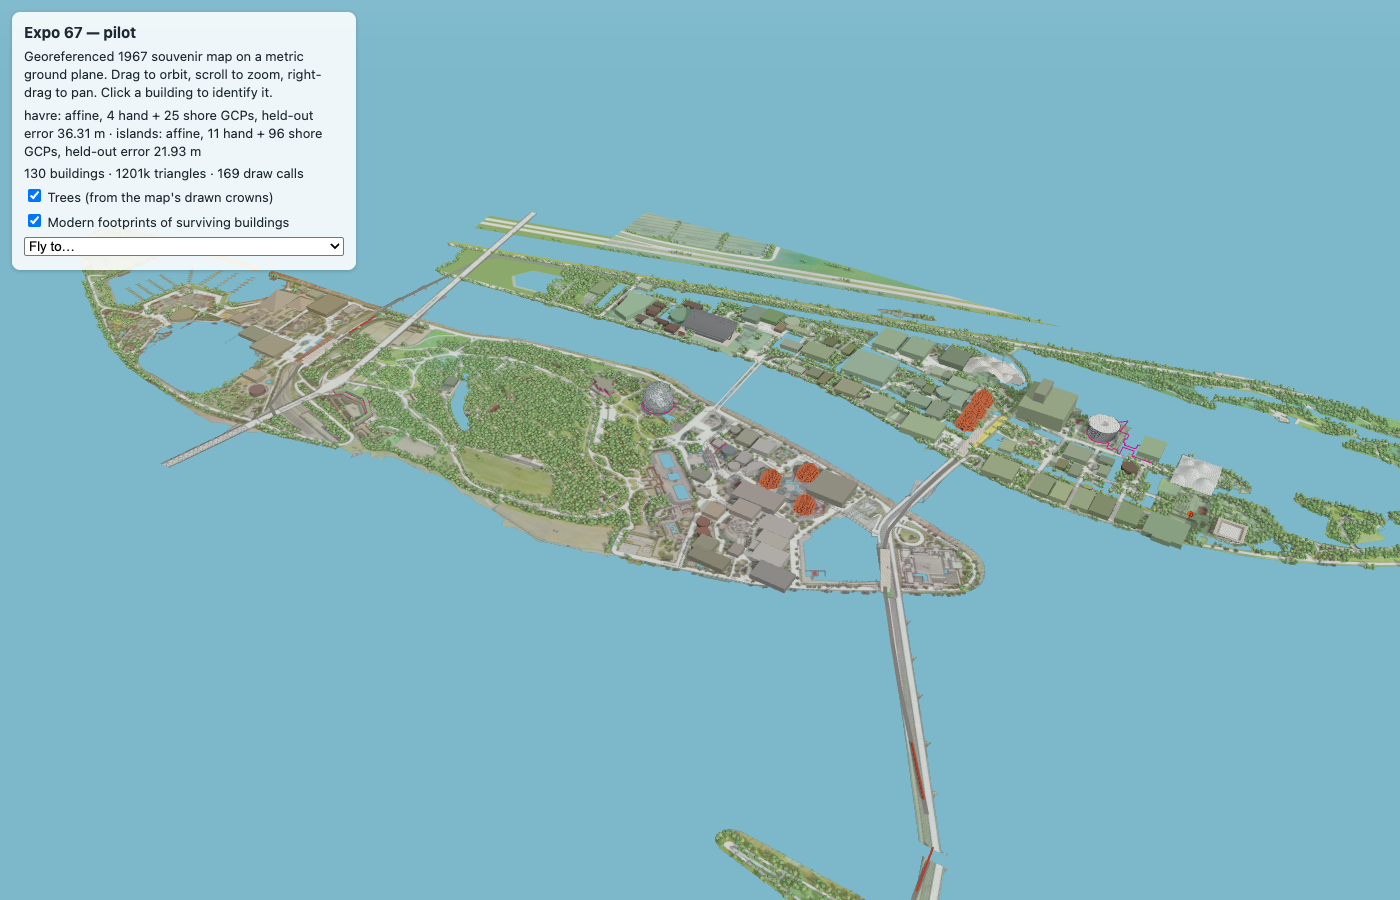 Expo 67 — pilot
Georeferenced 1967 souvenir map on a metric
ground plane. Drag to orbit, scroll to zoom, right-
drag to pan. Click a building to identify it.
havre: affine, 4 hand + 25 shore GCPs, held-out
error 36.31 m · islands: affine, 11 hand + 96 shore
GCPs, held-out error 21.93 m
130 buildings · 1201k triangles · 169 draw calls
Trees (from the map's drawn crowns)
Modern footprints of surviving buildings
Fly to…